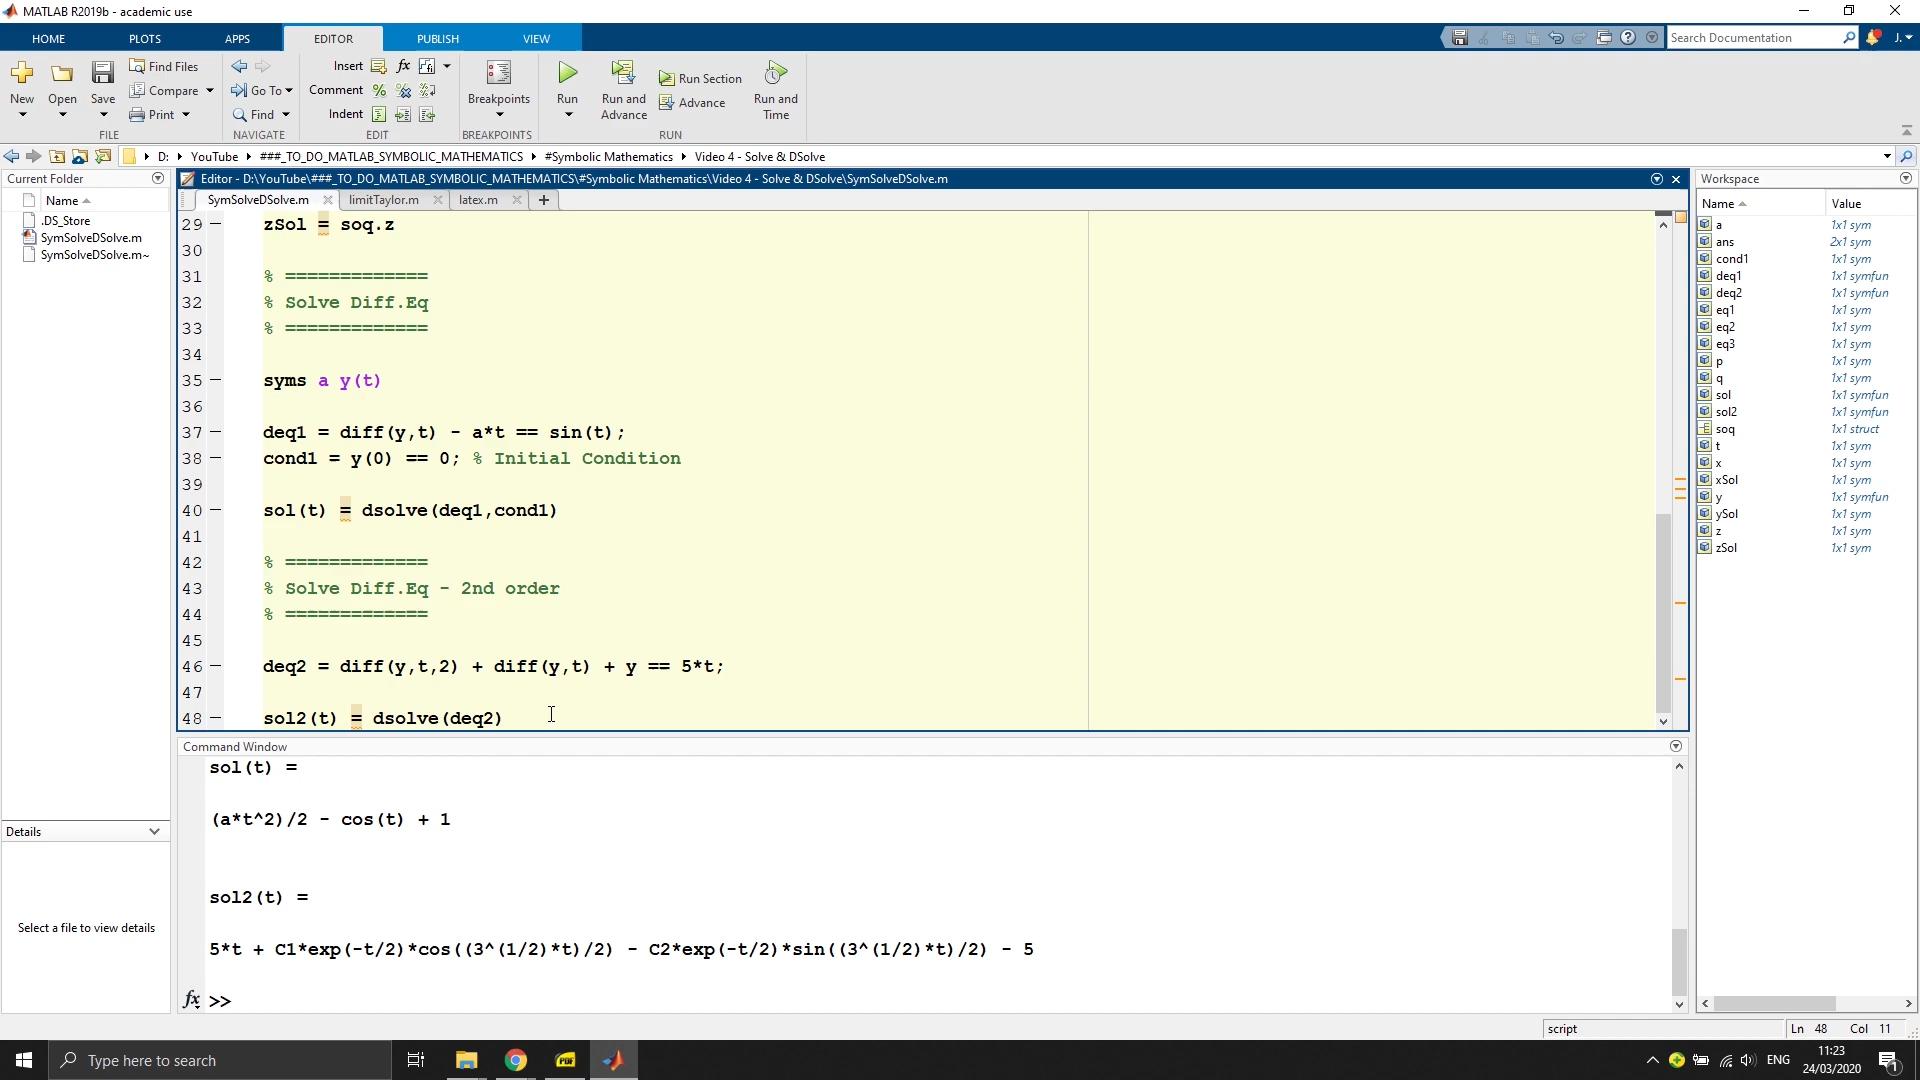 MATLAB R2019b - academic use
HOME PLOTS APPS EDITOR PUBLISH VIEW
Search Documentation
J.
New
Open
Save
Find Files
Compare
Print
FILE
Go To
Find
NAVIGATE
Insert fx
Comment
Indent
EDIT
Breakpoints
BREAKPOINTS
Run
Run and Advance
Run Section
Advance
Run and Time
RUN
D: YouTube ###_TO_DO_MATLAB_SYMBOLIC_MATHEMATICS #Symbolic Mathematics Video 4 - Solve & DSolve
Current Folder
Name
.DS_Store
SymSolveDSolve.m
SymSolveDSolve.m~
Details
Select a file to view details
Editor - D:\YouTube\###_TO_DO_MATLAB_SYMBOLIC_MATHEMATICS\#Symbolic Mathematics\Video 4 - Solve & DSolve\SymSolveDSolve.m
SymSolveDSolve.m limitTaylor.m latex.m
29 zSol = soq.z
30
31 % =============
32 % Solve Diff.Eq
33 % =============
34
35 syms a y(t)
36
37 deq1 = diff(y,t) - a*t == sin(t);
38 cond1 = y(0) == 0; % Initial Condition
39
40 sol(t) = dsolve(deq1,cond1)
41
42 % =============
43 % Solve Diff.Eq - 2nd order
44 % =============
45
46 deq2 = diff(y,t,2) + diff(y,t) + y == 5*t;
47
48 sol2(t) = dsolve(deq2)
Command Window
sol(t) =
(a*t^2)/2 - cos(t) + 1
sol2(t) =
5*t + C1*exp(-t/2)*cos((3^(1/2)*t)/2) - C2*exp(-t/2)*sin((3^(1/2)*t)/2) - 5
fx >>
Workspace
Name Value
a 1x1 sym
ans 2x1 sym
cond1 1x1 sym
deq1 1x1 symfun
deq2 1x1 symfun
eq1 1x1 sym
eq2 1x1 sym
eq3 1x1 sym
p 1x1 sym
q 1x1 sym
sol 1x1 symfun
sol2 1x1 symfun
soq 1x1 struct
t 1x1 sym
x 1x1 sym
xSol 1x1 sym
y 1x1 symfun
ySol 1x1 sym
z 1x1 sym
zSol 1x1 sym
script Ln 48 Col 11
Type here to search
PDF
ENG
11:23
24/03/2020
1